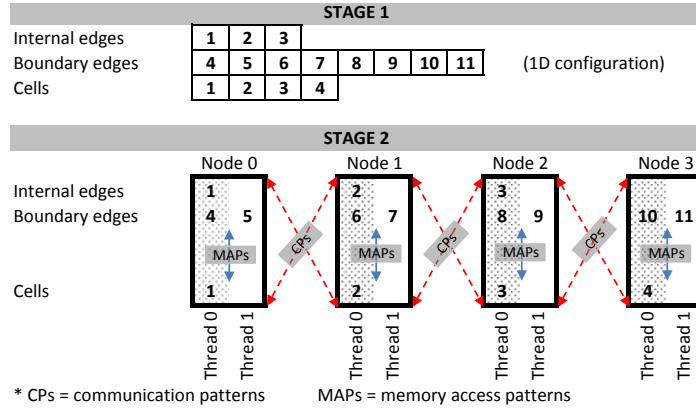 STAGE 1
Internal edges 1 2 3
Boundary edges 4 5 6 7 8 9 10 11 (1D configuration)
Cells 1 2 3 4
STAGE 2
Node 0 Node 1 Node 2 Node 3
Internal edges 1 2 3
Boundary edges 4 5 6 7 8 9 10 11
CPs CPs CPs
MAPs MAPs MAPs MAPs
Cells 1 2 3 4
Thread 0 Thread 1 Thread 0 Thread 1 Thread 0 Thread 1 Thread 0 Thread 1
* CPs = communication patterns MAPs = memory access patterns